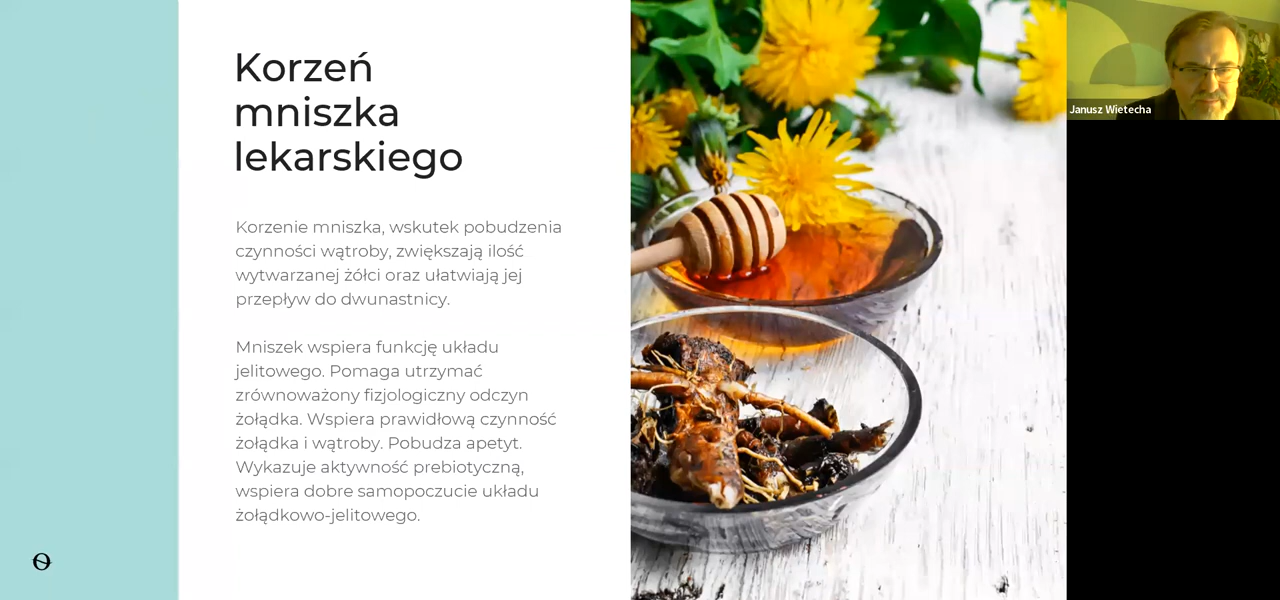 Korzeń
mniszka
lekarskiego
Korzenie mniszka, wskutek pobudzenia
czynności wątroby, zwiększają ilość
wytwarzanej żółci oraz ułatwiają jej
przepływ do dwunastnicy.
Mniszek wspiera funkcję układu
jelitowego. Pomaga utrzymać
zrównoważony fizjologiczny odczyn
żołądka. Wspiera prawidłową czynność
żołądka i wątroby. Pobudza apetyt.
Wykazuje aktywność prebiotyczną,
wspiera dobre samopoczucie układu
żołądkowo-jelitowego.
Janusz Wietecha